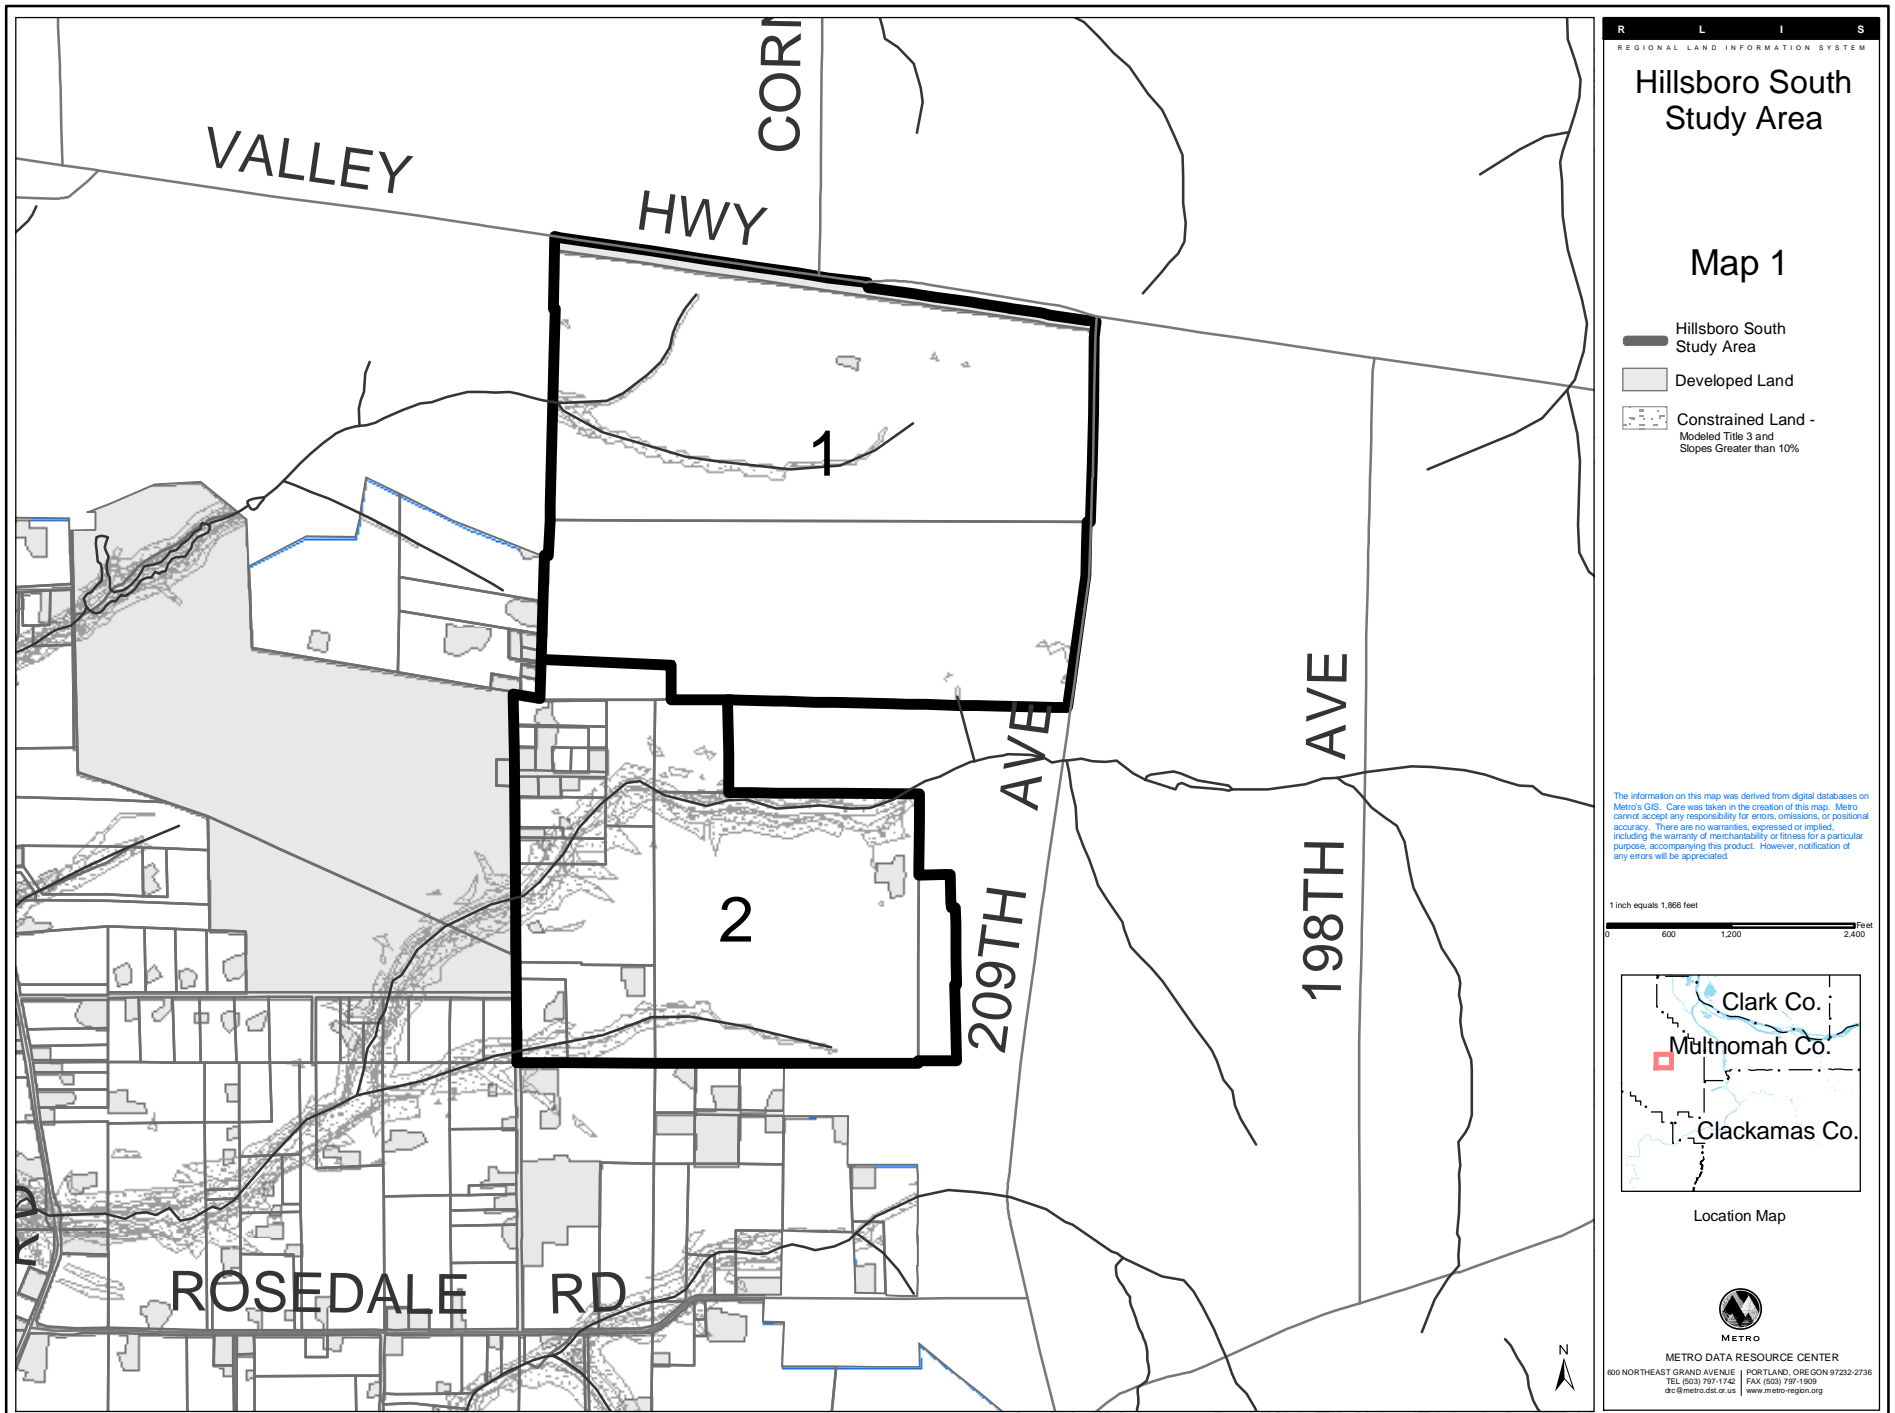 VALLEY
HWY
CORN
1
2
209TH AVE
198TH AVE
ROSEDALE RD
RD
R L I S
REGIONAL LAND INFORMATION SYSTEM
Hillsboro South
Study Area
Map 1
Hillsboro South
Study Area
Developed Land
Constrained Land -
Modeled Title 3 and
Slopes Greater than 10%
The information on this map was derived from digital databases on
Metro's GIS. Care was taken in the creation of this map. Metro
cannot accept any responsibility for errors, omissions, or positional
accuracy. There are no warranties, expressed or implied,
including the warranty of merchantability or fitness for a particular
purpose, accompanying this product. However, notification of
any errors will be appreciated.
1 inch equals 1,866 feet
Feet
0 600 1,200 2,400
Clark Co.
Multnomah Co.
Clackamas Co.
Location Map
METRO
N
METRO DATA RESOURCE CENTER
600 NORTHEAST GRAND AVENUE | PORTLAND, OREGON 97232-2736
TEL (503) 797-1742 | FAX (503) 797-1909
drc@metro.dst.or.us | www.metro-region.org